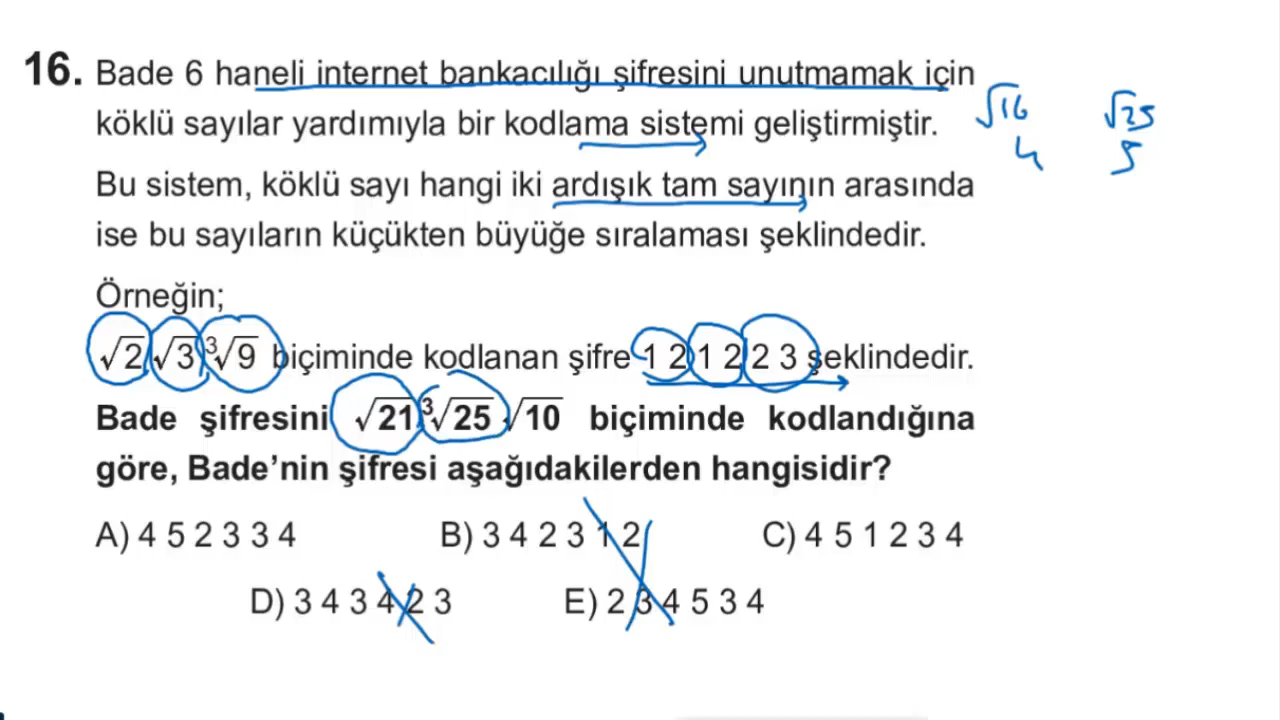 16. Bade 6 haneli internet bankacılığı şifresini unutmamak için
köklü sayılar yardımıyla bir kodlama sistemi geliştirmiştir.
√16 √25
4 5
Bu sistem, köklü sayı hangi iki ardışık tam sayının arasında
ise bu sayıların küçükten büyüğe sıralaması şeklindedir.
Örneğin;
√2 √3 ³√9 biçiminde kodlanan şifre 1 2 1 2 2 3 şeklindedir.
Bade şifresini √21 ³√25 √10 biçiminde kodlandığına
göre, Bade'nin şifresi aşağıdakilerden hangisidir?
A) 4 5 2 3 3 4 B) 3 4 2 3 1 2 C) 4 5 1 2 3 4
D) 3 4 3 4 2 3 E) 2 3 4 5 3 4